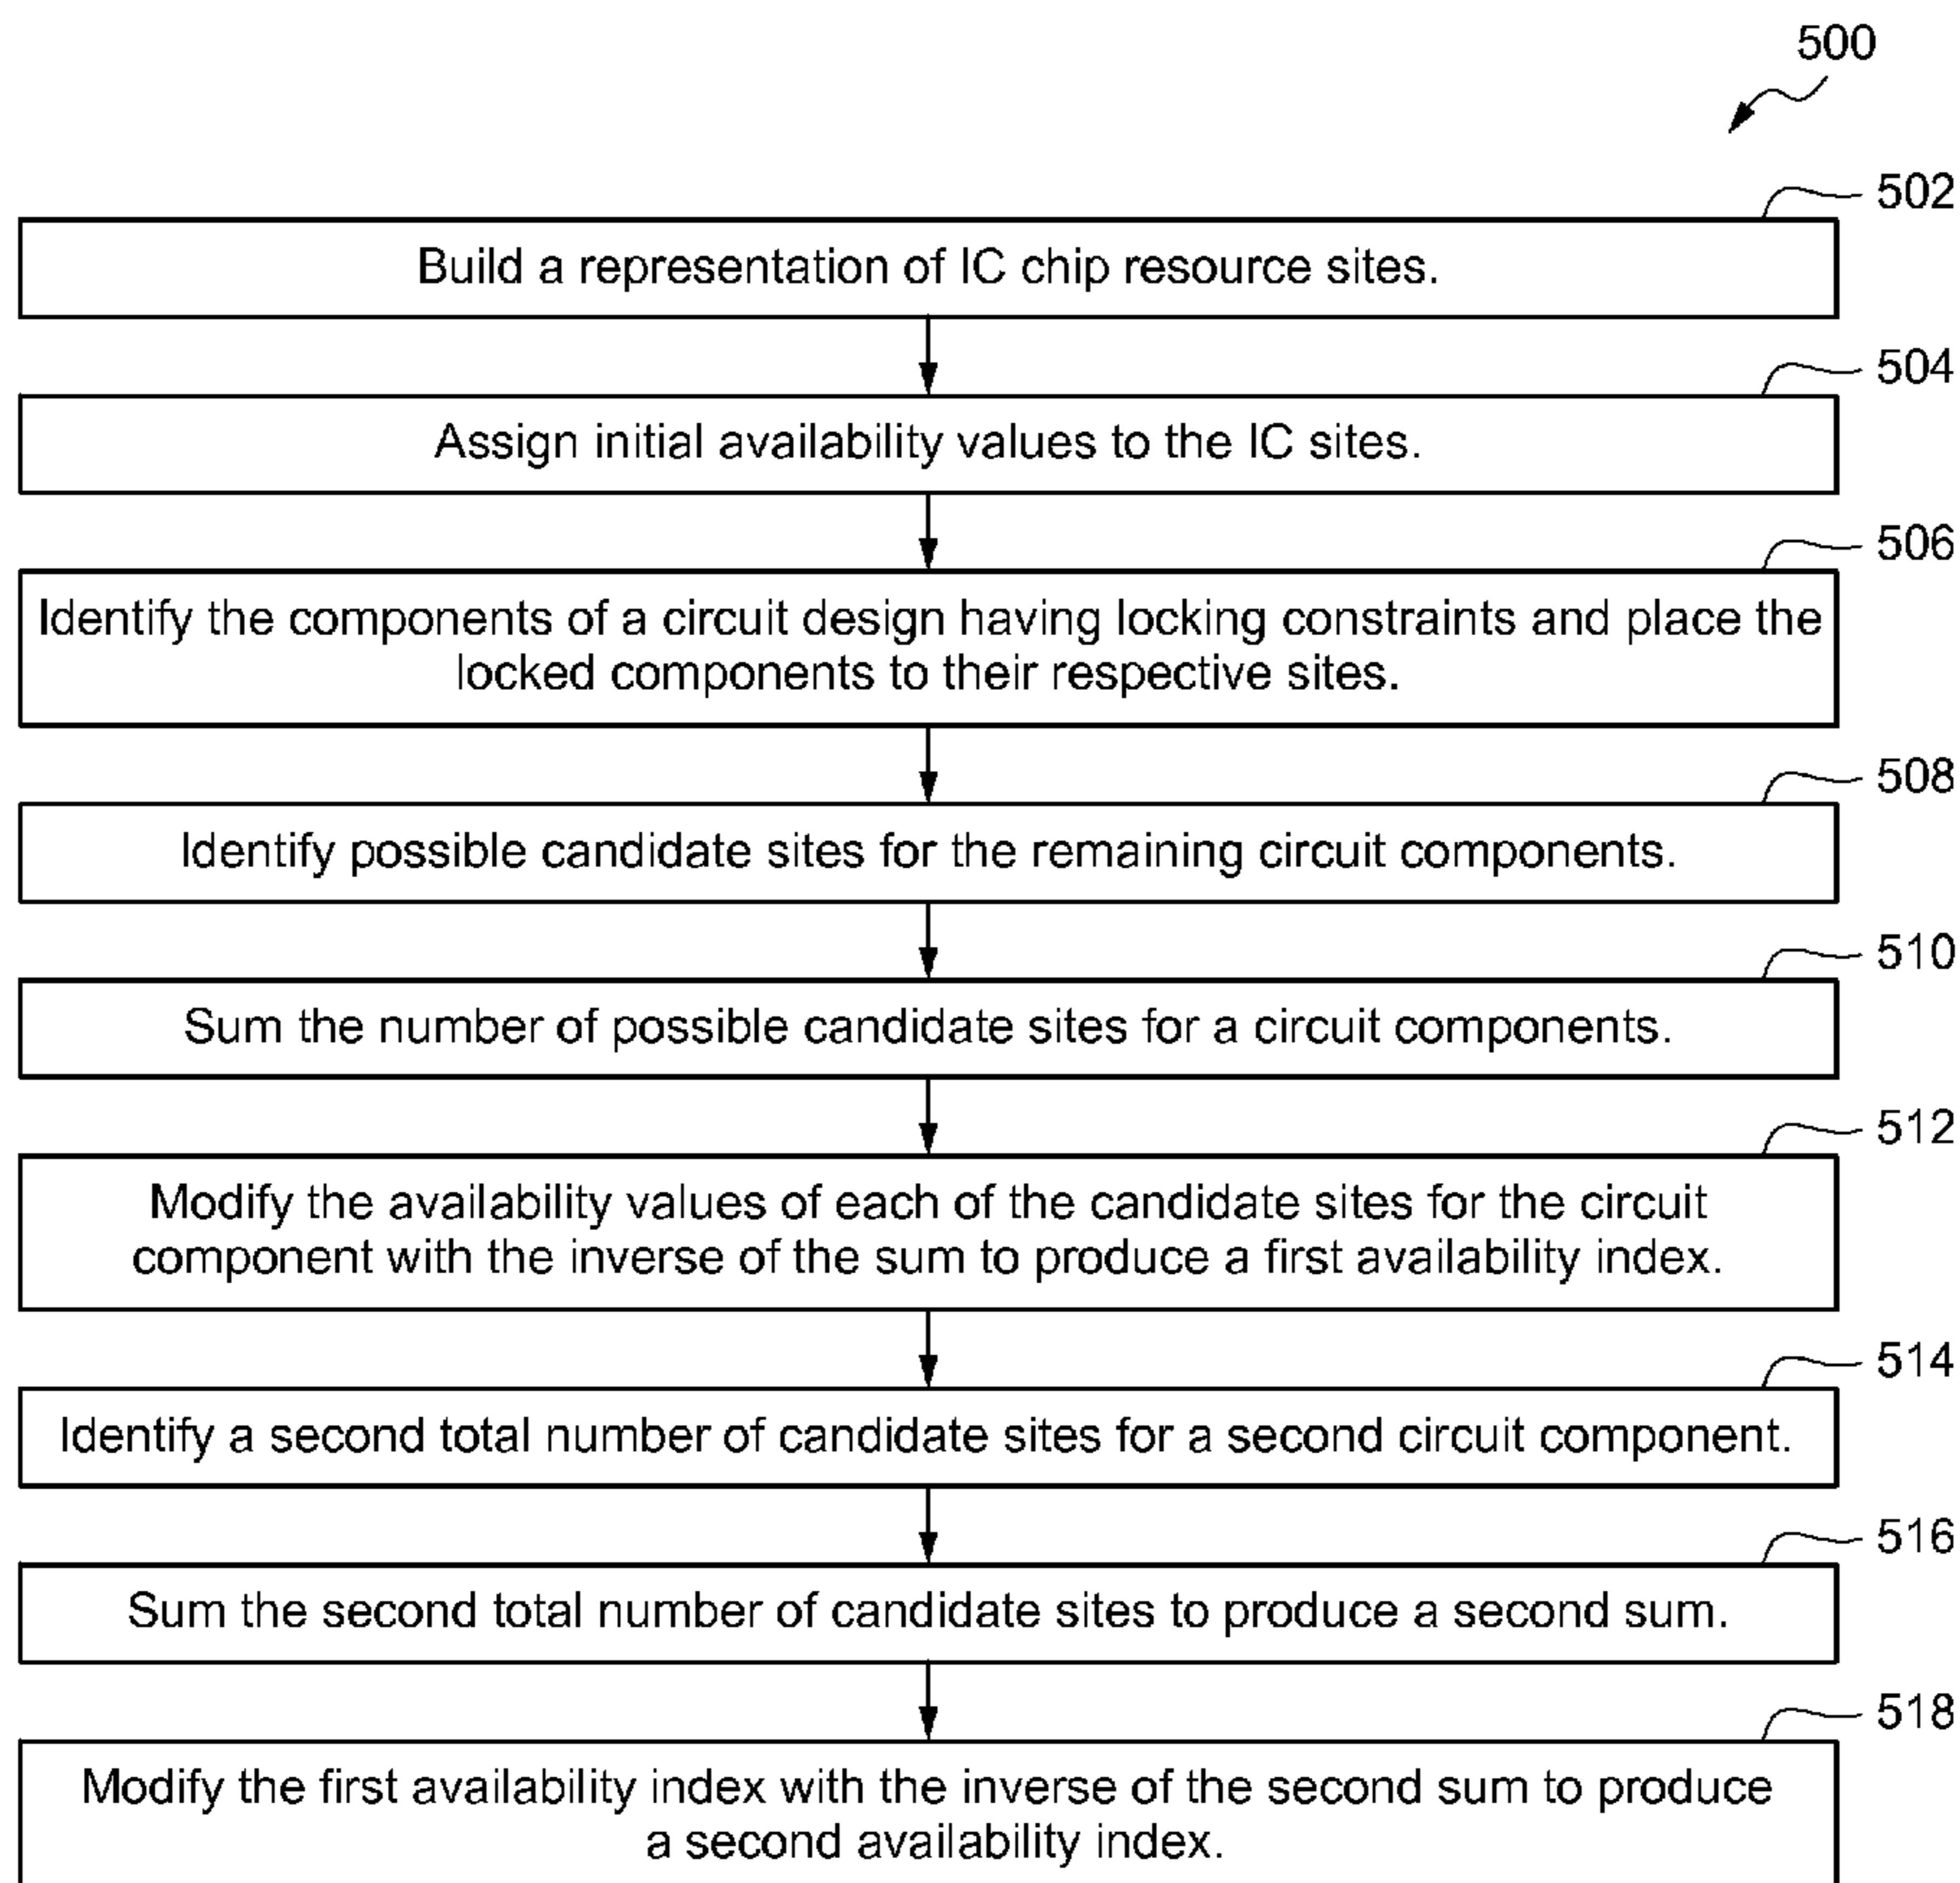 500
502
Build a representation of IC chip resource sites.
504
Assign initial availability values to the IC sites.
506
Identify the components of a circuit design having locking constraints and place the
locked components to their respective sites.
508
Identify possible candidate sites for the remaining circuit components.
510
Sum the number of possible candidate sites for a circuit components.
512
Modify the availability values of each of the candidate sites for the circuit
component with the inverse of the sum to produce a first availability index.
514
Identify a second total number of candidate sites for a second circuit component.
516
Sum the second total number of candidate sites to produce a second sum.
518
Modify the first availability index with the inverse of the second sum to produce
a second availability index.